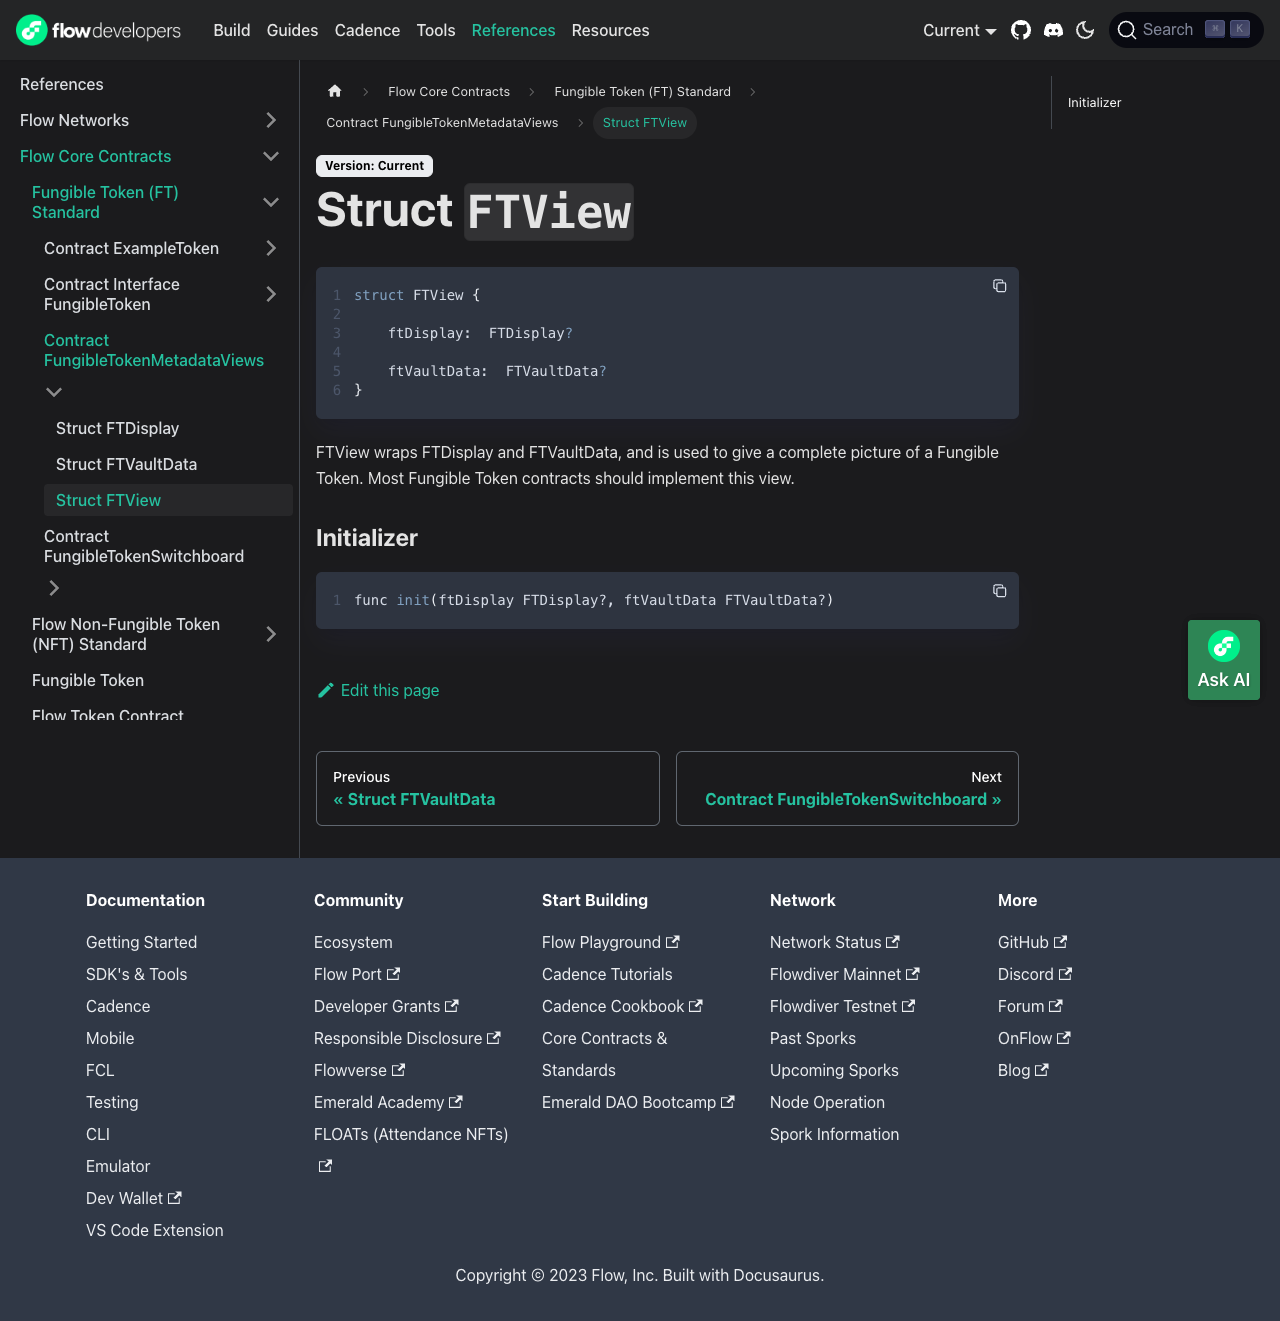 flowdevelopers
Build Guides Cadence Tools References Resources
Current
Search ⌘ K
References
Flow Networks
Flow Core Contracts
Fungible Token (FT)
Standard
Contract ExampleToken
Contract Interface
FungibleToken
Contract
FungibleTokenMetadataViews
Struct FTDisplay
Struct FTVaultData
Struct FTView
Contract
FungibleTokenSwitchboard
Flow Non-Fungible Token
(NFT) Standard
Fungible Token
Flow Token Contract
Flow Core Contracts
Fungible Token (FT) Standard
Contract FungibleTokenMetadataViews
Struct FTView
Version: Current
Struct FTView
1 struct FTView {
2
3 ftDisplay: FTDisplay?
4
5 ftVaultData: FTVaultData?
6 }
FTView wraps FTDisplay and FTVaultData, and is used to give a complete picture of a Fungible
Token. Most Fungible Token contracts should implement this view.
Initializer
1 func init(ftDisplay FTDisplay?, ftVaultData FTVaultData?)
Edit this page
Previous
« Struct FTVaultData
Next
Contract FungibleTokenSwitchboard »
Initializer
Ask AI
Documentation
Getting Started
SDK's & Tools
Cadence
Mobile
FCL
Testing
CLI
Emulator
Dev Wallet
VS Code Extension
Community
Ecosystem
Flow Port
Developer Grants
Responsible Disclosure
Flowverse
Emerald Academy
FLOATs (Attendance NFTs)
Start Building
Flow Playground
Cadence Tutorials
Cadence Cookbook
Core Contracts &
Standards
Emerald DAO Bootcamp
Network
Network Status
Flowdiver Mainnet
Flowdiver Testnet
Past Sporks
Upcoming Sporks
Node Operation
Spork Information
More
GitHub
Discord
Forum
OnFlow
Blog
Copyright © 2023 Flow, Inc. Built with Docusaurus.